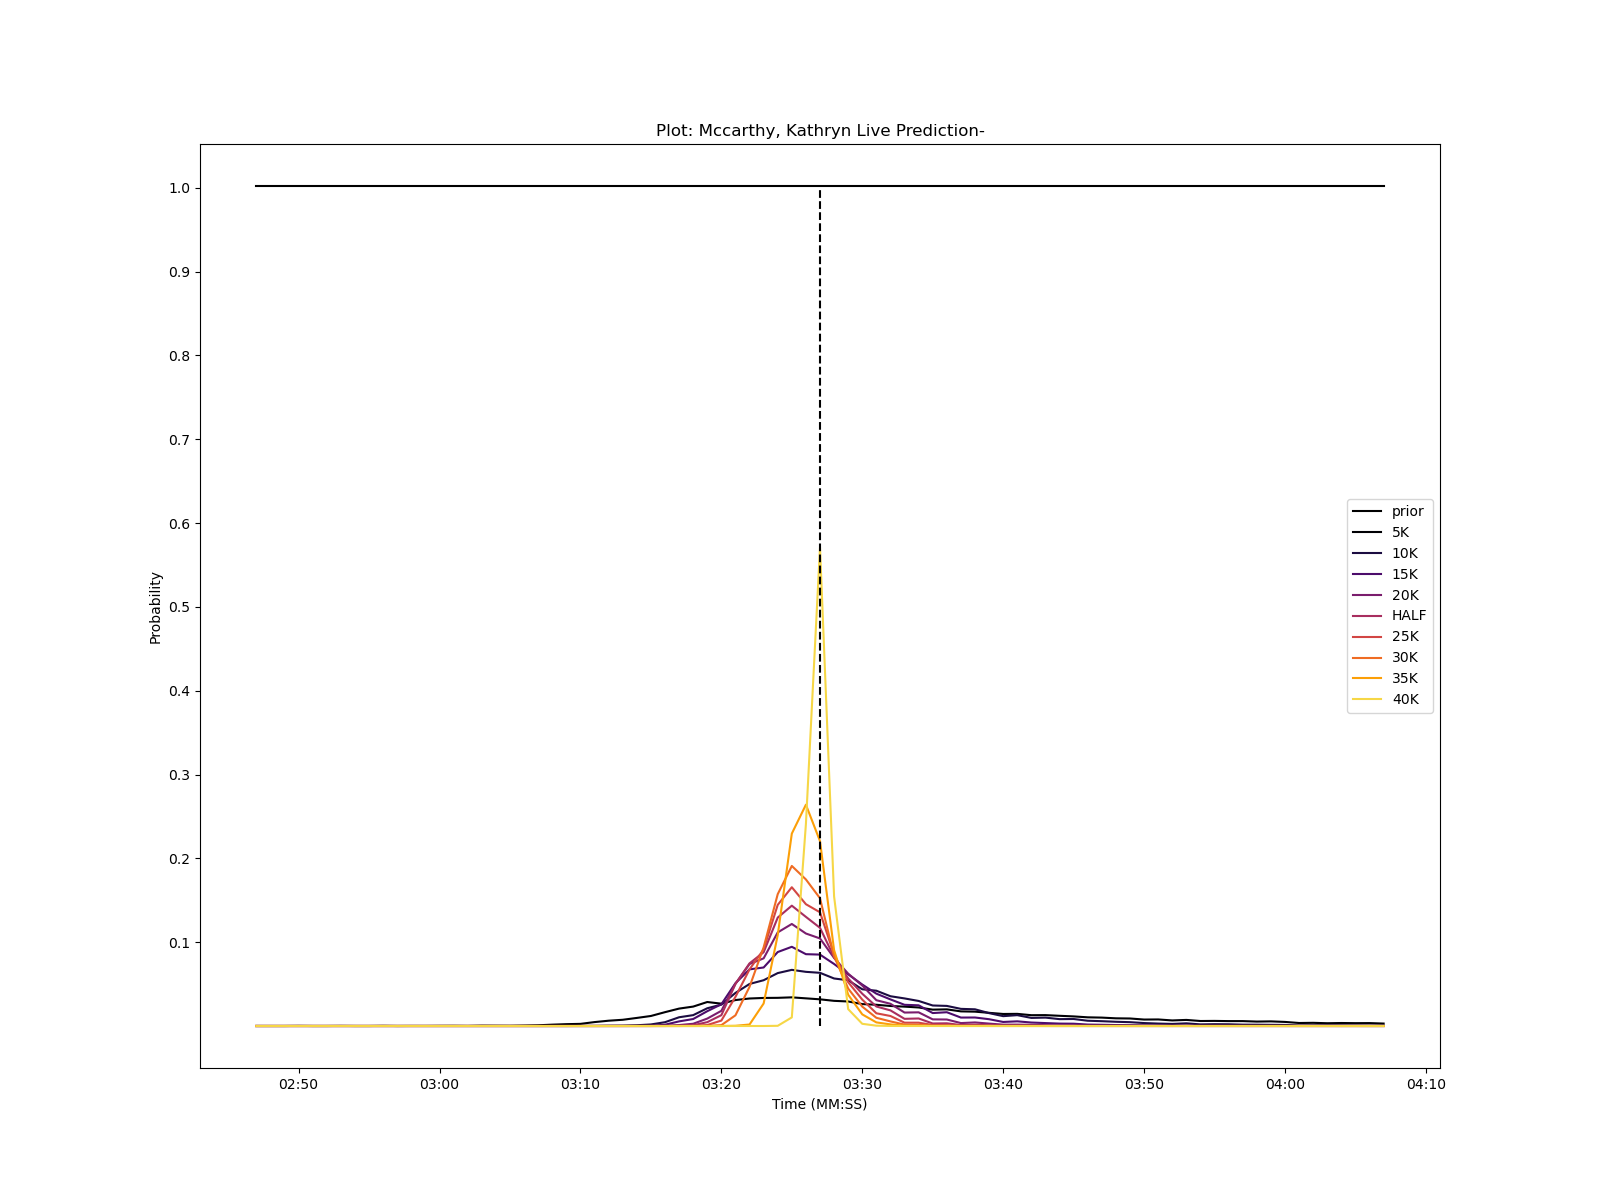 Plot: Mccarthy, Kathryn Live Prediction-
1.0
0.9
0.8
0.7
0.6
0.5
0.4
0.3
0.2
0.1
Probability
prior
5K
10K
15K
20K
HALF
25K
30K
35K
40K
02:50 03:00 03:10 03:20 03:30 03:40 03:50 04:00 04:10
Time (MM:SS)